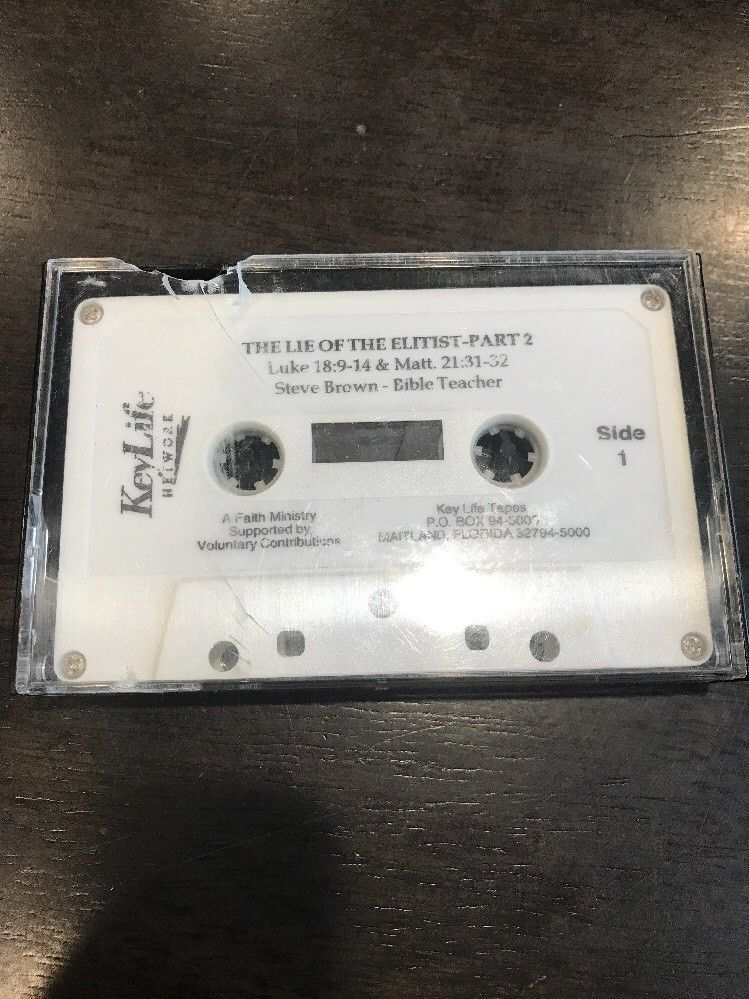 THE LIE OF THE ELITIST-PART 2
Luke 18:9-14 & Matt. 21:31-32
Steve Brown - Bible Teacher
KeyLife
NETWORK
Side
1
A Faith Ministry
Supported by
Voluntary Contributions
Key Life Tapes
P.O. BOX 94-5000
MAITLAND, FLORIDA 32794-5000